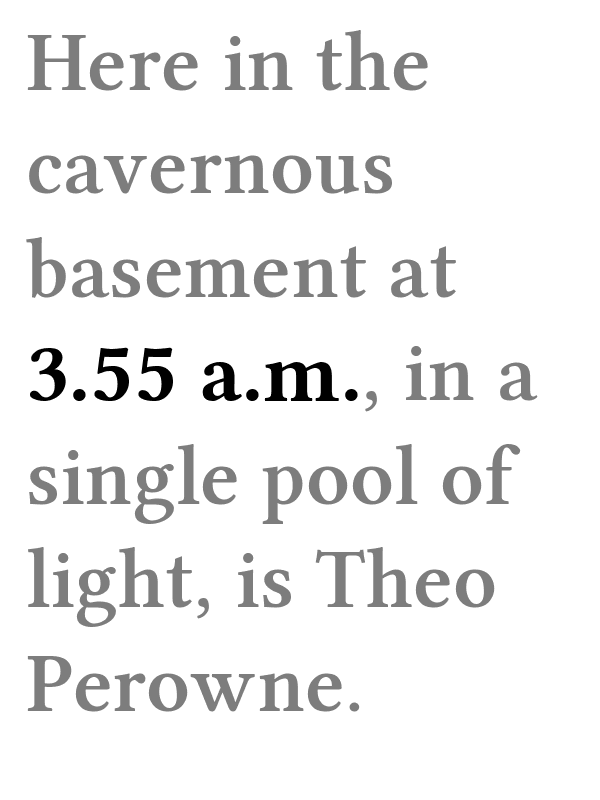 Here in the
cavernous
basement at
3.55 a.m., in a
single pool of
light, is Theo
Perowne.